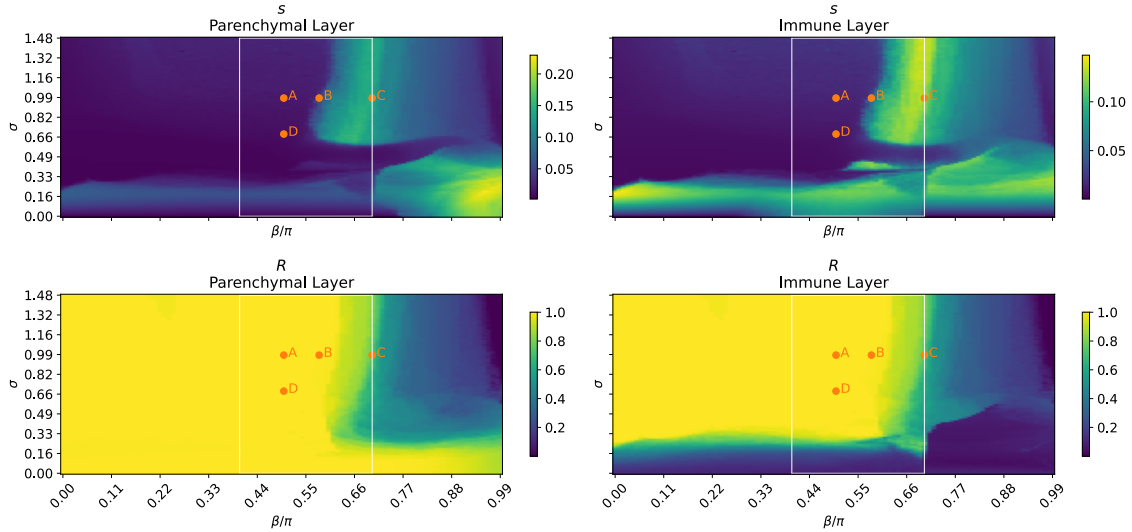 s
Parenchymal Layer
1.48
1.32
1.16
0.99
0.82
0.66
0.49
0.33
0.16
0.00
σ
A
B
C
D
0.20
0.15
0.10
0.05
β/π
s
Immune Layer
A
B
C
D
0.10
0.05
β/π
R
Parenchymal Layer
1.48
1.32
1.16
0.99
0.82
0.66
0.49
0.33
0.16
0.00
σ
A
B
C
D
1.0
0.8
0.6
0.4
0.2
0.00
0.11
0.22
0.33
0.44
0.55
0.66
0.77
0.88
0.99
β/π
R
Immune Layer
A
B
C
D
1.0
0.8
0.6
0.4
0.2
0.00
0.11
0.22
0.33
0.44
0.55
0.66
0.77
0.88
0.99
β/π